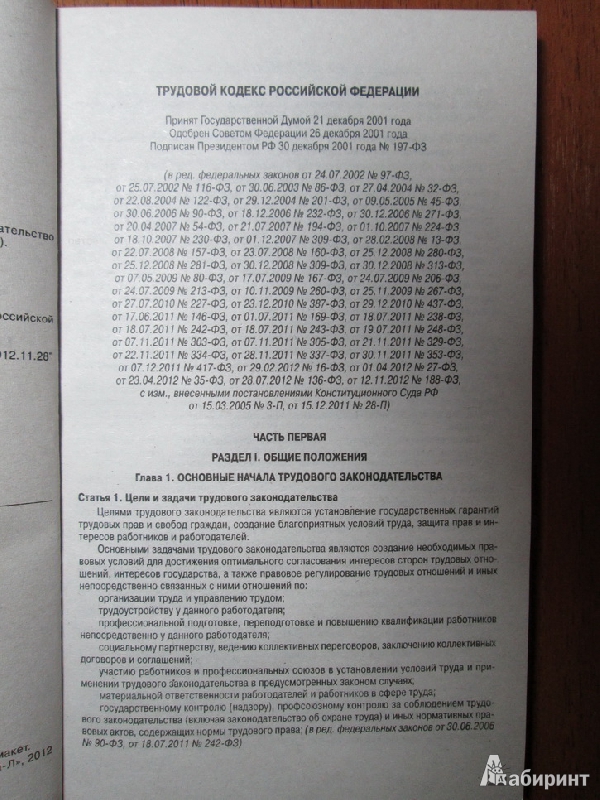 ТРУДОВОЙ КОДЕКС РОССИЙСКОЙ ФЕДЕРАЦИИ
Принят Государственной Думой 21 декабря 2001 года
Одобрен Советом Федерации 26 декабря 2001 года
Подписан Президентом РФ 30 декабря 2001 года № 197-ФЗ
(в ред. федеральных законов от 24.07.2002 № 97-ФЗ,
от 25.07.2002 № 116-ФЗ, от 30.06.2003 № 86-ФЗ, от 27.04.2004 № 32-ФЗ,
от 22.08.2004 № 122-ФЗ, от 29.12.2004 № 201-ФЗ, от 09.05.2005 № 45-ФЗ,
от 30.06.2006 № 90-ФЗ, от 18.12.2006 № 232-ФЗ, от 30.12.2006 № 271-ФЗ,
от 20.04.2007 № 54-ФЗ, от 21.07.2007 № 194-ФЗ, от 01.10.2007 № 224-ФЗ,
от 18.10.2007 № 230-ФЗ, от 01.12.2007 № 309-ФЗ, от 28.02.2008 № 13-ФЗ,
от 22.07.2008 № 157-ФЗ, от 23.07.2008 № 160-ФЗ, от 25.12.2008 № 280-ФЗ,
от 25.12.2008 № 281-ФЗ, от 30.12.2008 № 309-ФЗ, от 30.12.2008 № 313-ФЗ,
от 07.05.2009 № 80-ФЗ, от 17.07.2009 № 167-ФЗ, от 24.07.2009 № 206-ФЗ,
от 24.07.2009 № 213-ФЗ, от 10.11.2009 № 260-ФЗ, от 25.11.2009 № 267-ФЗ,
от 27.07.2010 № 227-ФЗ, от 23.12.2010 № 387-ФЗ, от 29.12.2010 № 437-ФЗ,
от 17.06.2011 № 146-ФЗ, от 01.07.2011 № 169-ФЗ, от 18.07.2011 № 238-ФЗ,
от 18.07.2011 № 242-ФЗ, от 18.07.2011 № 243-ФЗ, от 19.07.2011 № 248-ФЗ,
от 07.11.2011 № 303-ФЗ, от 07.11.2011 № 305-ФЗ, от 21.11.2011 № 329-ФЗ,
от 22.11.2011 № 334-ФЗ, от 28.11.2011 № 337-ФЗ, от 30.11.2011 № 353-ФЗ,
от 07.12.2011 № 417-ФЗ, от 29.02.2012 № 16-ФЗ, от 01.04.2012 № 27-ФЗ,
от 23.04.2012 № 35-ФЗ, от 28.07.2012 № 136-ФЗ, от 12.11.2012 № 188-ФЗ,
с изм., внесенными постановлениями Конституционного Суда РФ
от 15.03.2005 № 3-П, от 15.12.2011 № 28-П)
ЧАСТЬ ПЕРВАЯ
РАЗДЕЛ I. ОБЩИЕ ПОЛОЖЕНИЯ
Глава 1. ОСНОВНЫЕ НАЧАЛА ТРУДОВОГО ЗАКОНОДАТЕЛЬСТВА
Статья 1. Цели и задачи трудового законодательства
Целями трудового законодательства являются установление государственных гарантий
трудовых прав и свобод граждан, создание благоприятных условий труда, защита прав и ин-
тересов работников и работодателей.
Основными задачами трудового законодательства являются создание необходимых пра-
вовых условий для достижения оптимального согласования интересов сторон трудовых отно-
шений, интересов государства, а также правовое регулирование трудовых отношений и иных
непосредственно связанных с ними отношений по:
организации труда и управлению трудом;
трудоустройству у данного работодателя;
профессиональной подготовке, переподготовке и повышению квалификации работников
непосредственно у данного работодателя;
социальному партнерству, ведению коллективных переговоров, заключению коллективных
договоров и соглашений;
участию работников и профессиональных союзов в установлении условий труда и при-
менении трудового законодательства в предусмотренных законом случаях;
материальной ответственности работодателей и работников в сфере труда;
государственному контролю (надзору), профсоюзному контролю за соблюдением трудо-
вого законодательства (включая законодательство об охране труда) и иных нормативных пра-
вовых актов, содержащих нормы трудового права; (в ред. федеральных законов от 30.06.2006
№ 90-ФЗ, от 18.07.2011 № 242-ФЗ)
дательство
).
оссийской
012.11.26"
макет.
-Л», 2012
Лабиринт